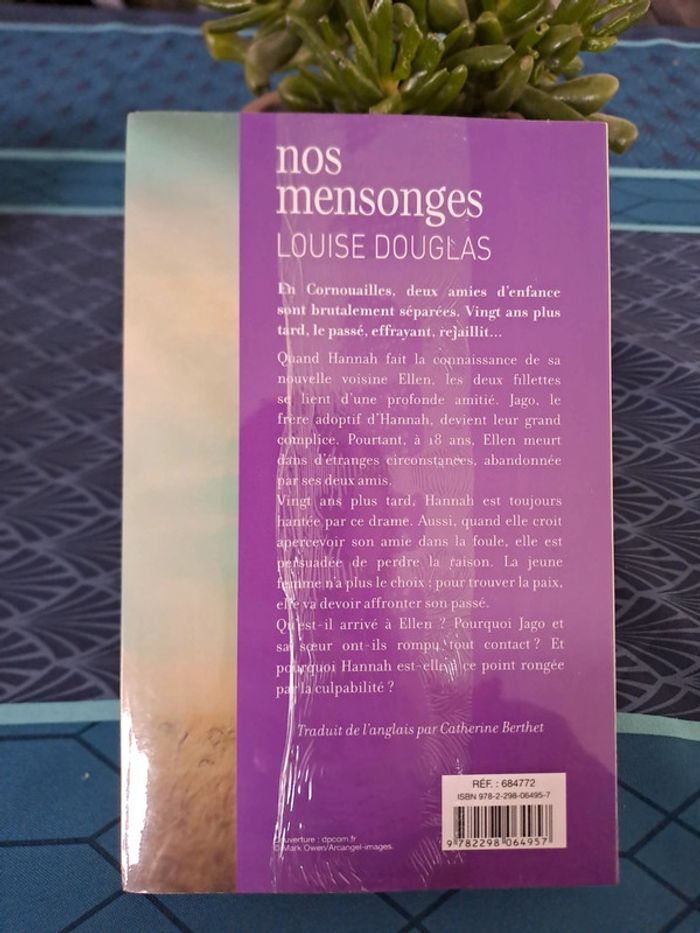 nos
mensonges
LOUISE DOUGLAS
En Cornouailles, deux amies d'enfance
sont brutalement séparées. Vingt ans plus
tard, le passé, effrayant, rejaillit...
Quand Hannah fait la connaissance de sa
nouvelle voisine Ellen, les deux fillettes
se lient d'une profonde amitié. Jago, le
frère adoptif d'Hannah, devient leur grand
complice. Pourtant, à 18 ans, Ellen meurt
dans d'étranges circonstances, abandonnée
par ses deux amis.
Vingt ans plus tard, Hannah est toujours
hantée par ce drame. Aussi, quand elle croit
apercevoir son amie dans la foule, elle est
persuadée de perdre la raison. La jeune
femme n'a plus le choix : pour trouver la paix,
elle va devoir affronter son passé.
Qu'est-il arrivé à Ellen ? Pourquoi Jago et
sa sœur ont-ils rompu tout contact ? Et
pourquoi Hannah est-elle à ce point rongée
par la culpabilité ?
Traduit de l'anglais par Catherine Berthet
RÉF. : 684772
ISBN 978-2-298-06495-7
9 782298 064957
Couverture : dpcom.fr
© Mark Owen/Arcangel-images.